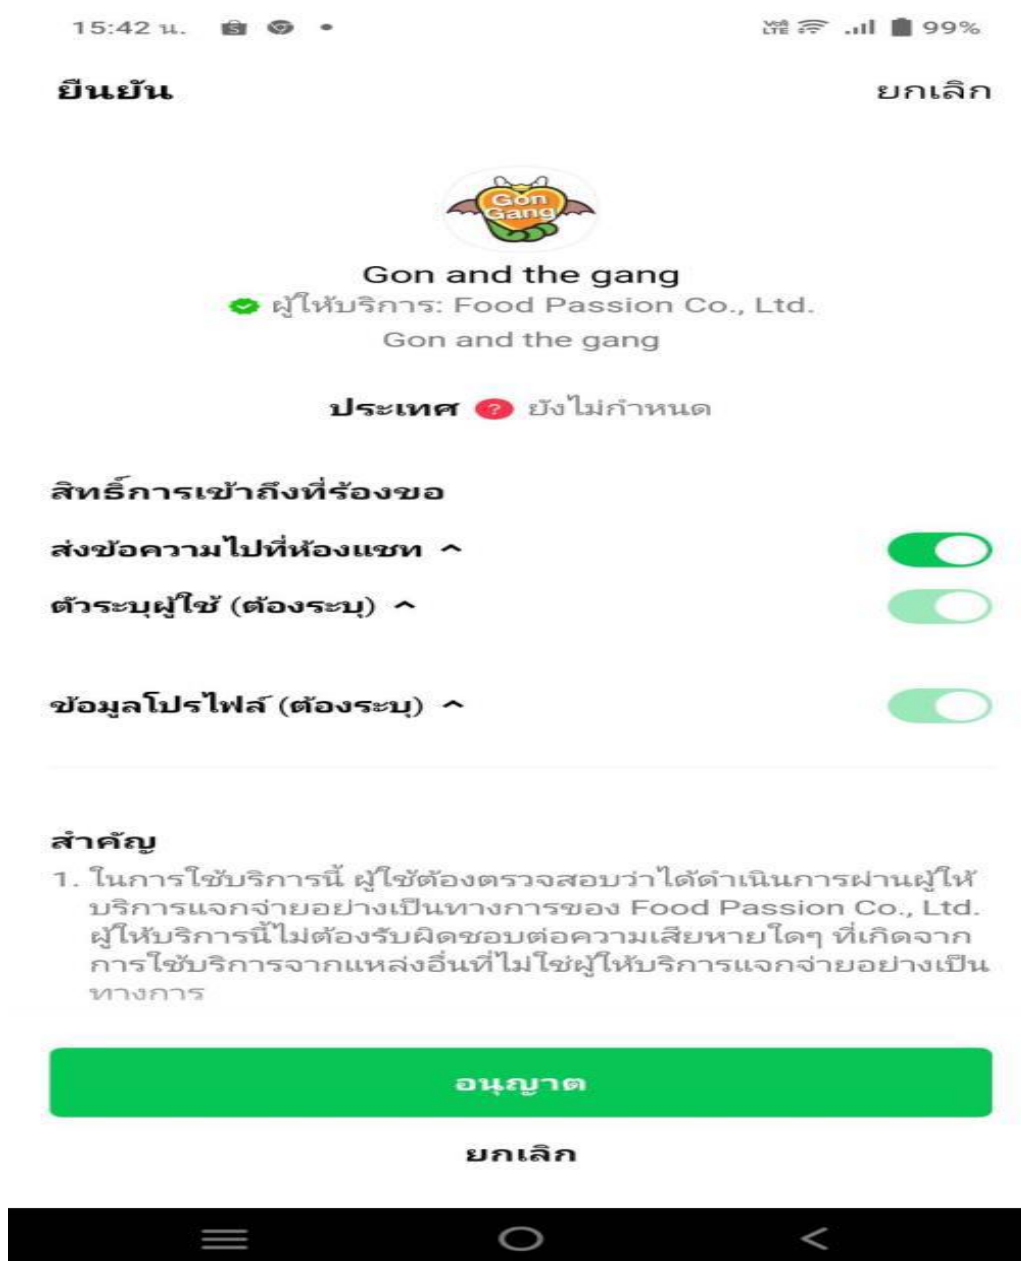 15:42 น.
VoD LTE 99%
ยืนยัน
ยกเลิก
Gon Gang
Gon and the gang
ผู้ให้บริการ: Food Passion Co., Ltd.
Gon and the gang
ประเทศ ? ยังไม่กำหนด
สิทธิ์การเข้าถึงที่ร้องขอ
ส่งข้อความไปที่ห้องแชท
ตัวระบุผู้ใช้ (ต้องระบุ)
ข้อมูลโปรไฟล์ (ต้องระบุ)
สำคัญ
1. ในการใช้บริการนี้ ผู้ใช้ต้องตรวจสอบว่าได้ดำเนินการผ่านผู้ให้
บริการแจกจ่ายอย่างเป็นทางการของ Food Passion Co., Ltd.
ผู้ให้บริการนี้ไม่ต้องรับผิดชอบต่อความเสียหายใดๆ ที่เกิดจาก
การใช้บริการจากแหล่งอื่นที่ไม่ใช่ผู้ให้บริการแจกจ่ายอย่างเป็น
ทางการ
อนุญาต
ยกเลิก